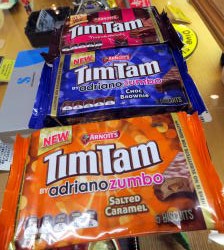 ARNOTT'S
TimTam
NEW
ARNOTT'S
TimTam
BY adriano zumbo
CHOC
BROWNIE
BISCUITS
NEW
ARNOTT'S
TimTam
BY adriano zumbo
SALTED
CARAMEL
BISCUITS